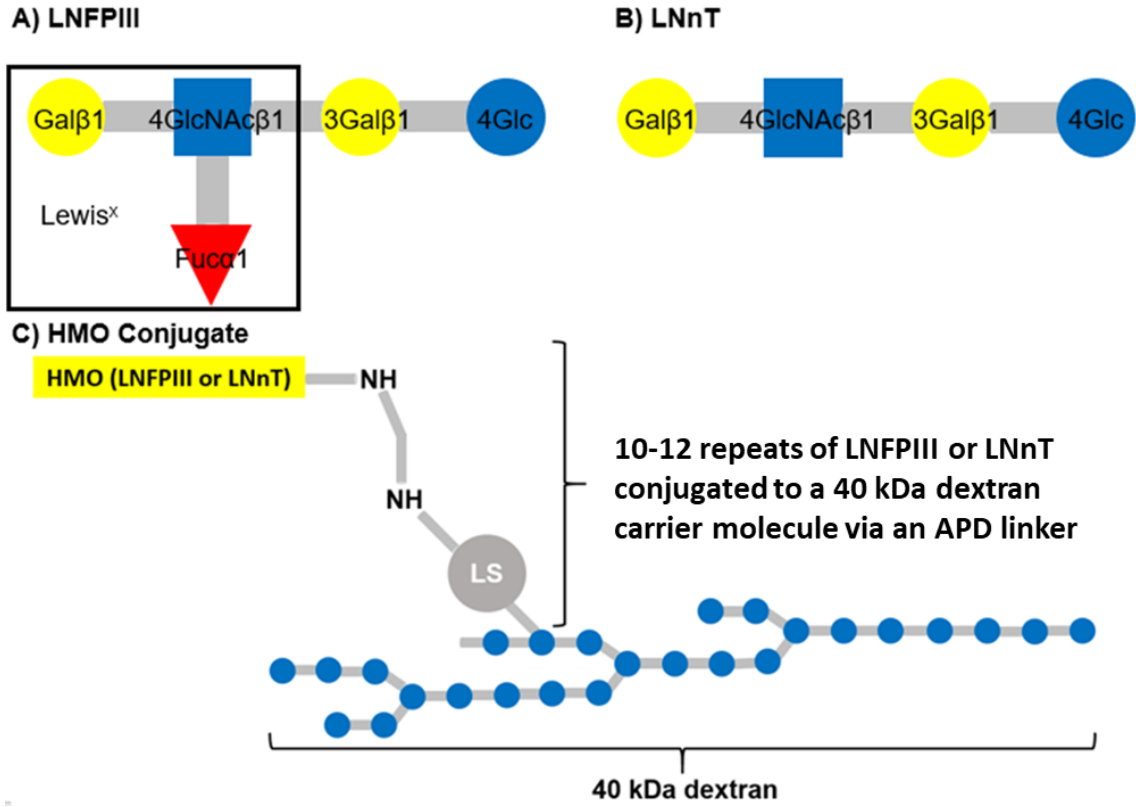 A) LNFPIII
B) LNnT
Galβ1 4GlcNAcβ1 3Galβ1 4Glc
Galβ1 4GlcNAcβ1 3Galβ1 4Glc
Lewisˣ
Fucα1
C) HMO Conjugate
HMO (LNFPIII or LNnT)
NH
NH
LS
10-12 repeats of LNFPIII or LNnT
conjugated to a 40 kDa dextran
carrier molecule via an APD linker
40 kDa dextran